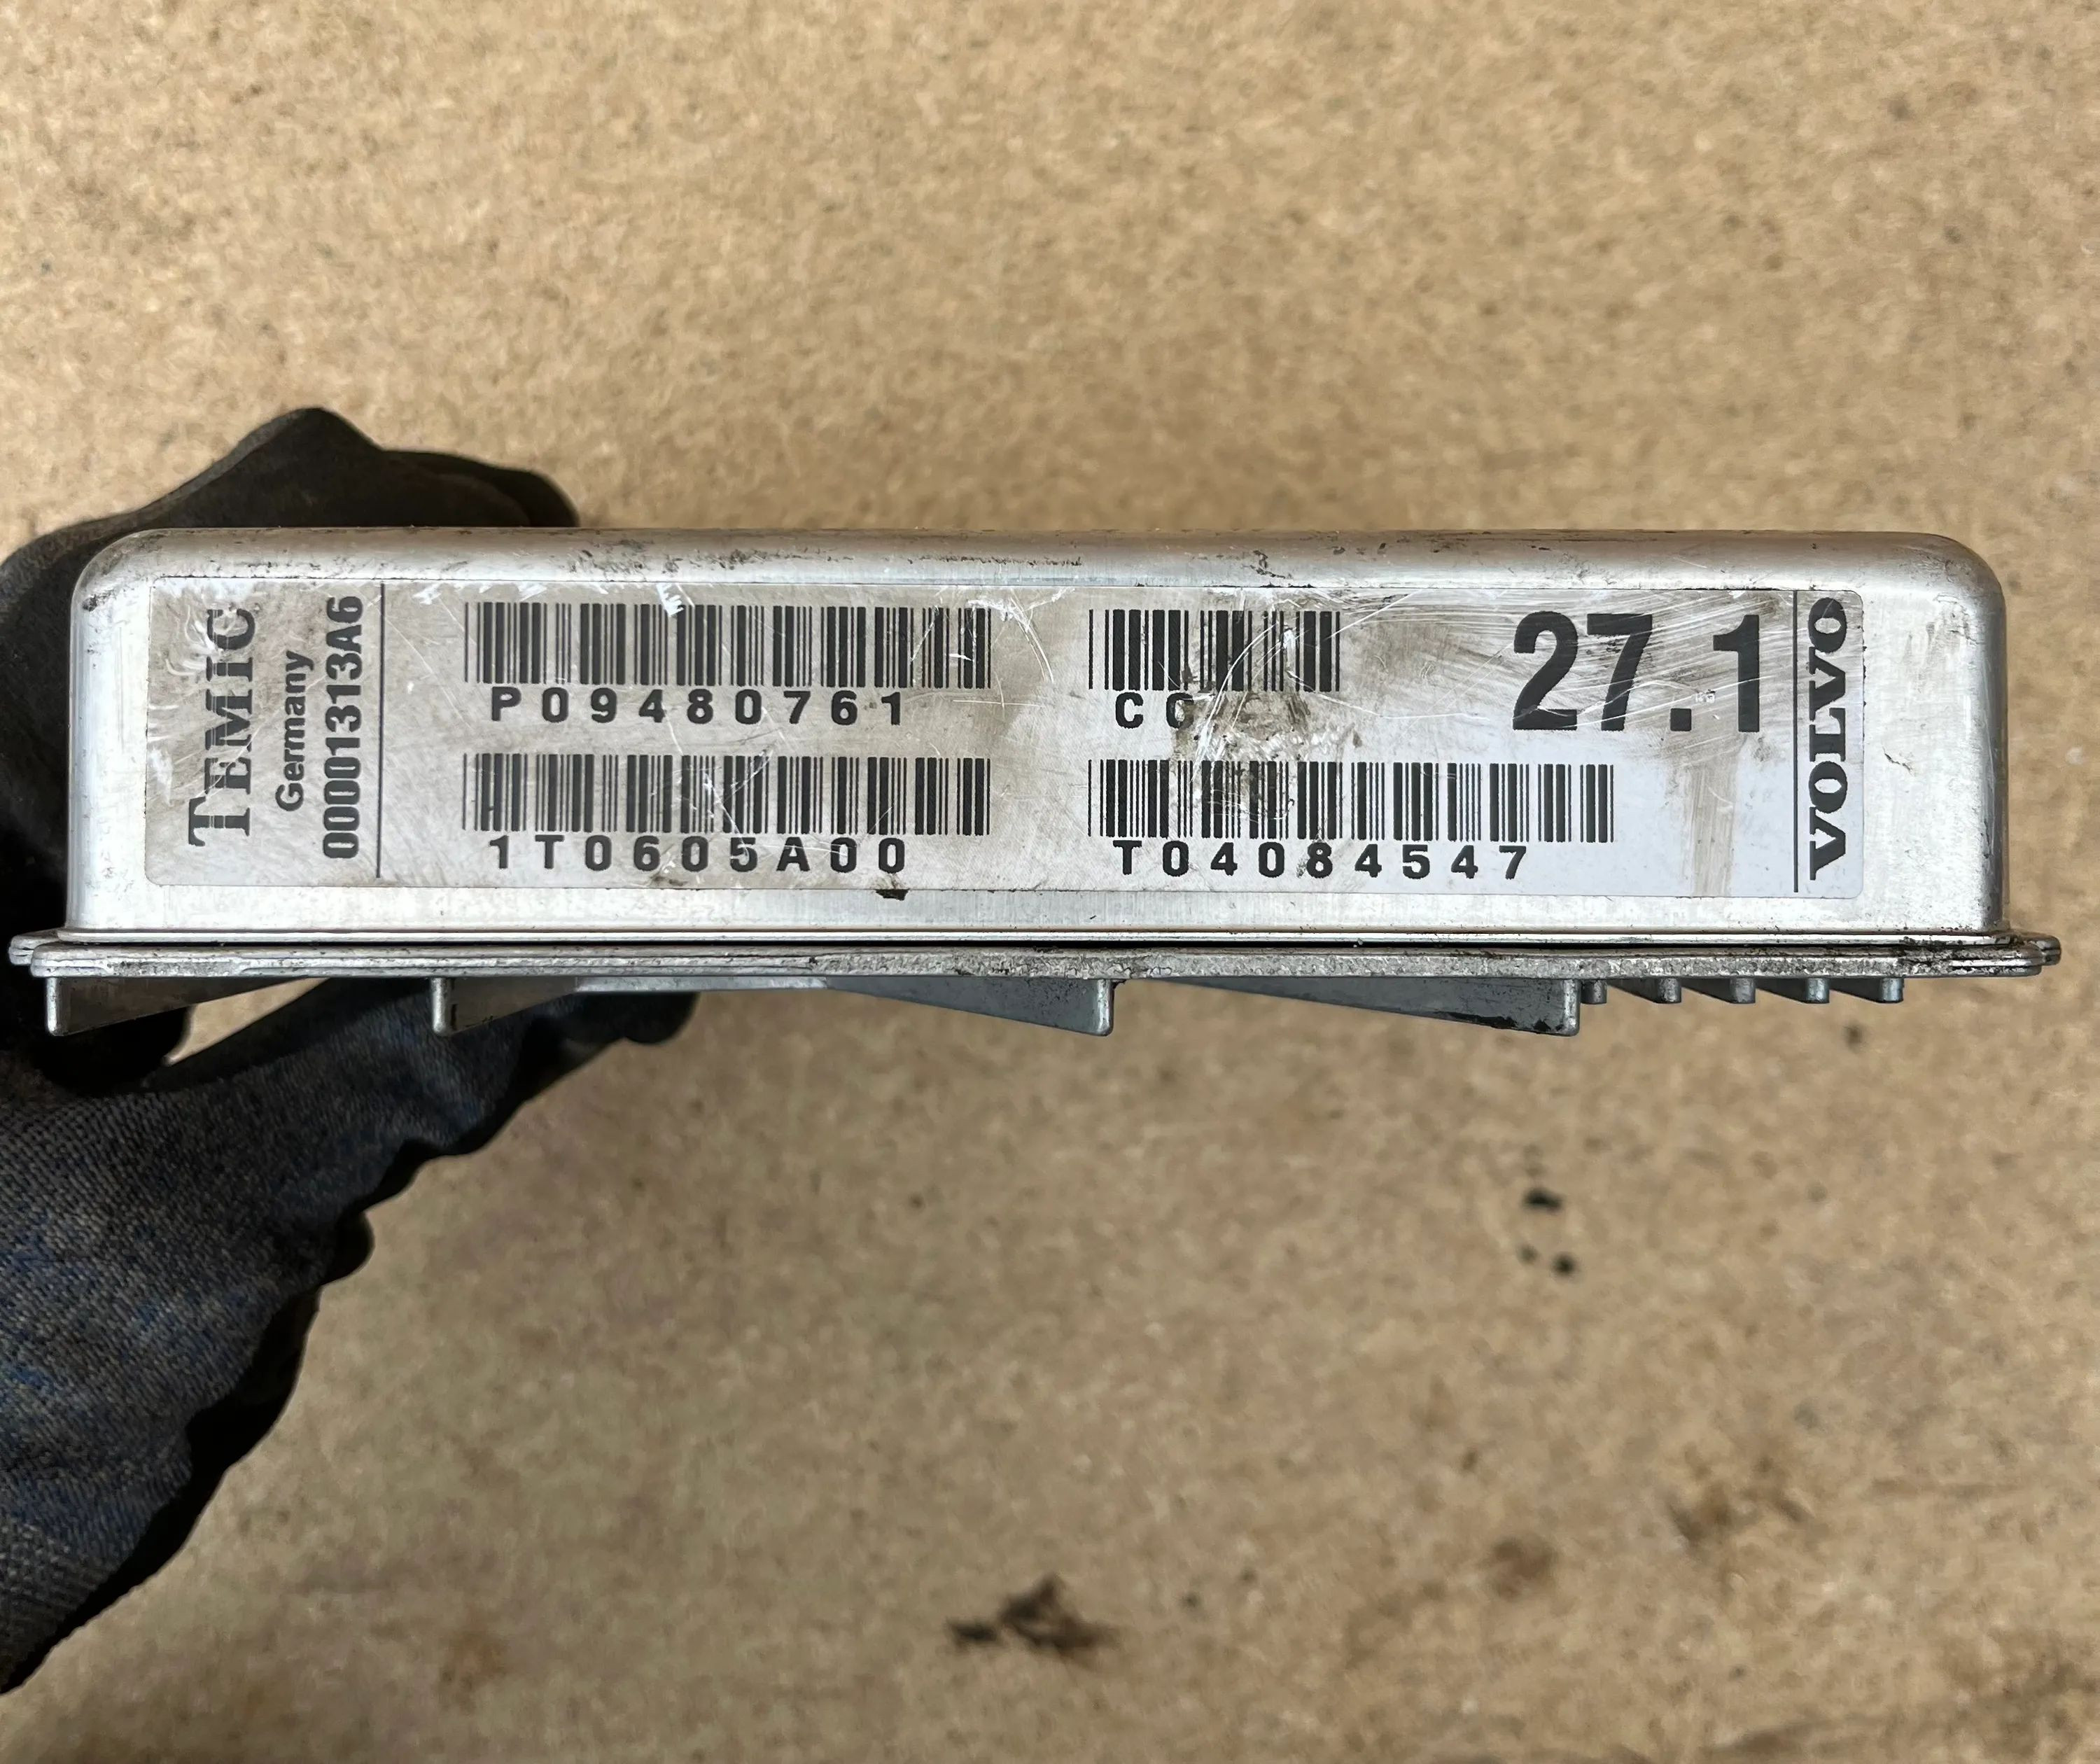 TEMIC
Germany
00001313A6
P09480761
1T0605A00
C0
T04084547
27.1
VOLVO